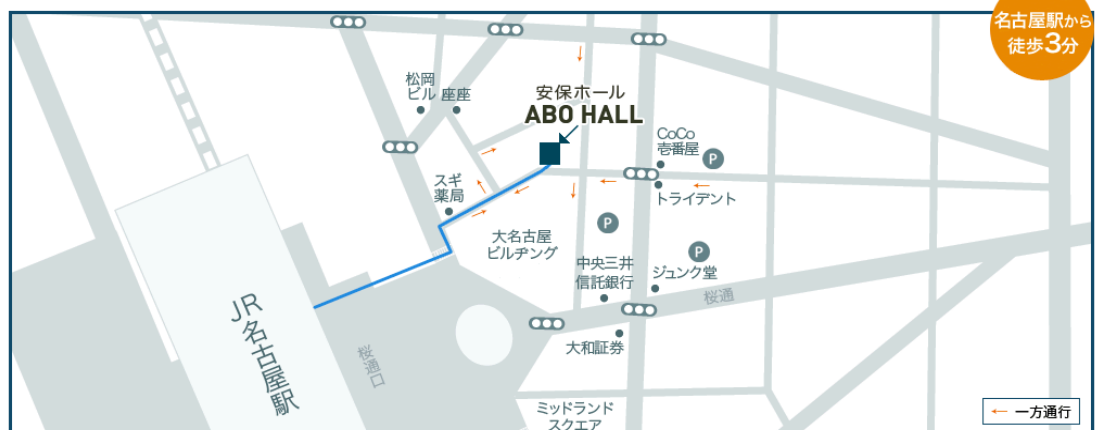 名古屋駅から
徒歩3分
松岡
ビル
座座
安保ホール
ABO HALL
CoCo
壱番屋
P
スギ
薬局
トライデント
大名古屋
ビルヂング
P
中央三井
信託銀行
P
ジュンク堂
桜通
JR名古屋駅
桜通口
大和証券
ミッドランド
スクエア
← 一方通行